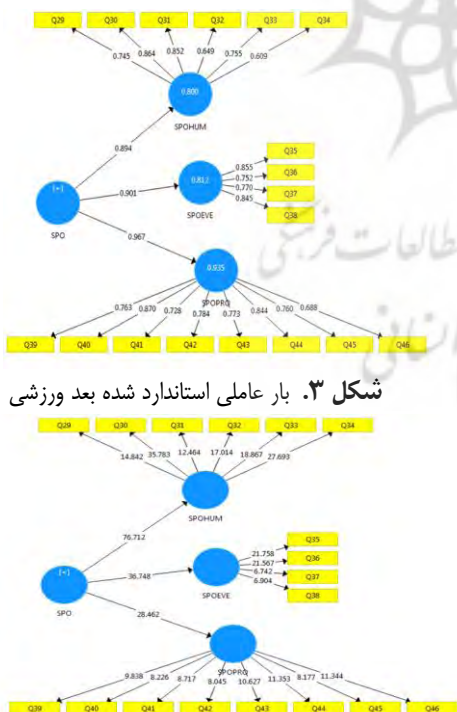 Q29 Q30 Q31 Q32 Q33 Q34
0.745 0.864 0.852 0.649 0.755 0.609
0.800
SPOHUM
0.894
[+]
SPO
0.901
0.812
SPOEVE
0.855 Q35
0.752 Q36
0.770 Q37
0.845 Q38
0.967
0.935
SPOPRO
0.763 0.870 0.728 0.784 0.773 0.844 0.760 0.688
Q39 Q40 Q41 Q42 Q43 Q44 Q45 Q46
مطالعات فرهنگی
شکل ۳. بار عاملی استاندارد شده بعد ورزشی
Q29 Q30 Q31 Q32 Q33 Q34
14.842 35.783 12.464 17.014 18.867 27.693
SPOHUM
76.712
[+]
SPO
36.748
SPOEVE
21.758 Q35
21.567 Q36
6.742 Q37
6.904 Q38
28.462
SPOPRO
9.838 8.226 8.717 8.045 10.627 11.353 8.177 11.344
Q39 Q40 Q41 Q42 Q43 Q44 Q45 Q46